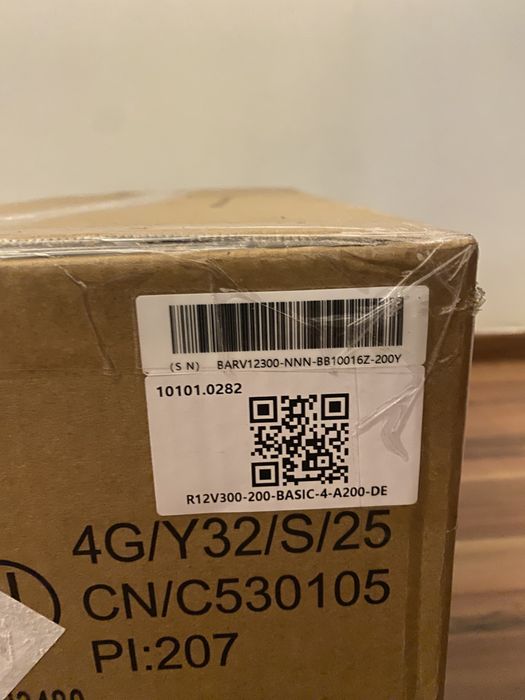 (S N) BARV12300-NNN-BB10016Z-200Y
10101.0282
R12V300-200-BASIC-4-A200-DE
4G/Y32/S/25
CN/C530105
PI:207